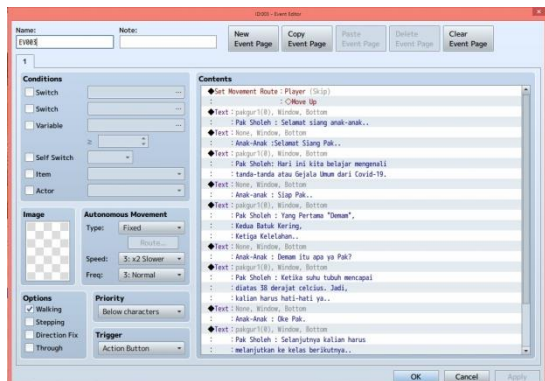 ID:003 - Event Editor
Name:
EV003
Note:
New
Event Page
Copy
Event Page
Paste
Event Page
Delete
Event Page
Clear
Event Page
1
Conditions
Switch
Switch
Variable
≥
Self Switch
Item
Actor
Image
Autonomous Movement
Type: Fixed
Route...
Speed: 3: x2 Slower
Freq: 3: Normal
Options
Walking
Stepping
Direction Fix
Through
Priority
Below characters
Trigger
Action Button
Contents
◆Set Movement Route : Player (Skip)
: : ◇Move Up
◆Text : pakgur1(0), Window, Bottom
: : Pak Sholeh : Selamat siang anak-anak..
◆Text : None, Window, Bottom
: : Anak-Anak :Selamat Siang Pak..
◆Text : pakgur1(0), Window, Bottom
: : Pak Sholeh: Hari ini kita belajar mengenali
: : tanda-tanda atau Gejala Umum dari Covid-19.
◆Text : None, Window, Bottom
: : Anak-anak : Siap Pak..
◆Text : pakgur1(0), Window, Bottom
: : Pak Sholeh : Yang Pertama "Demam",
: : Kedua Batuk Kering,
: : Ketiga Kelelahan..
◆Text : None, Window, Bottom
: : Anak-Anak : Demam itu apa ya Pak?
◆Text : pakgur1(0), Window, Bottom
: : Pak Sholeh : Ketika suhu tubuh mencapai
: : diatas 38 derajat celcius. Jadi,
: : kalian harus hati-hati ya..
◆Text : None, Window, Bottom
: : Anak-Anak : Oke Pak.
◆Text : pakgur1(0), Window, Bottom
: : Pak Sholeh : Selanjutnya kalian harus
: : melanjutkan ke kelas berikutnya..
OK
Cancel
Apply